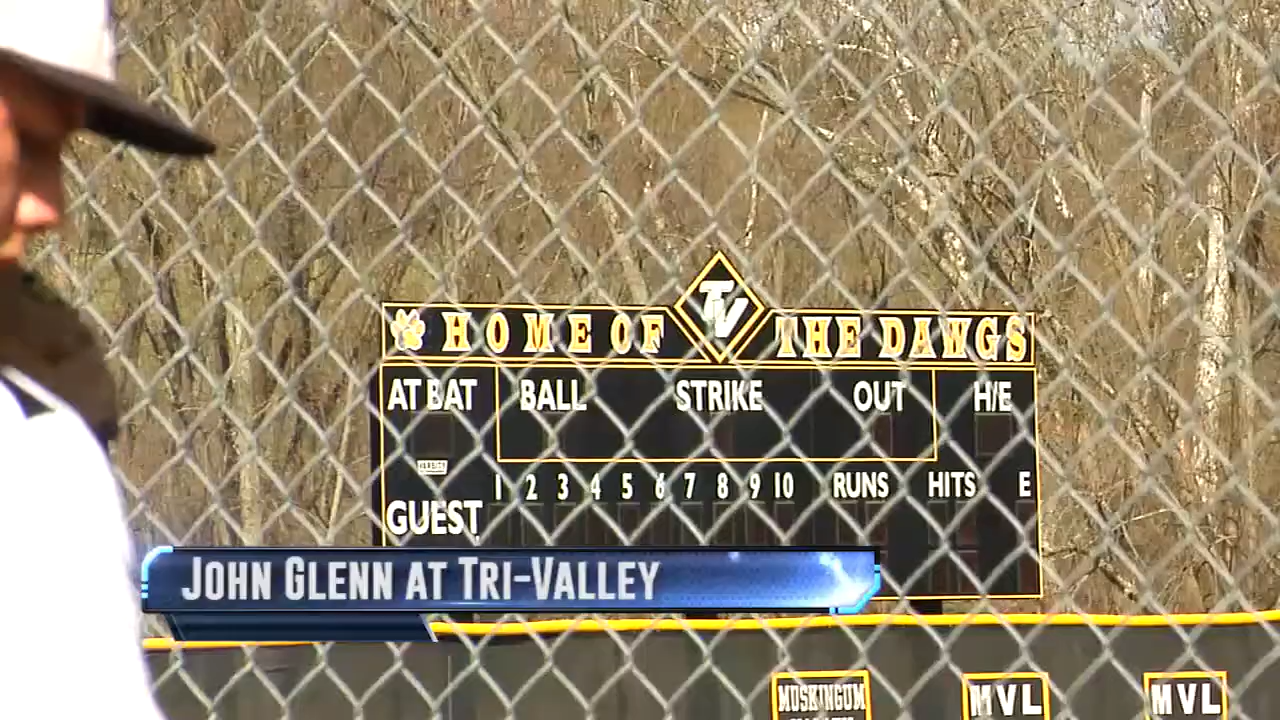 TV
HOME OF THE DAWGS
AT BAT BALL STRIKE OUT H/E
VARSITY
1 2 3 4 5 6 7 8 9 10 RUNS HITS E
GUEST
JOHN GLENN AT TRI-VALLEY
MUSKINGUM MVL MVL